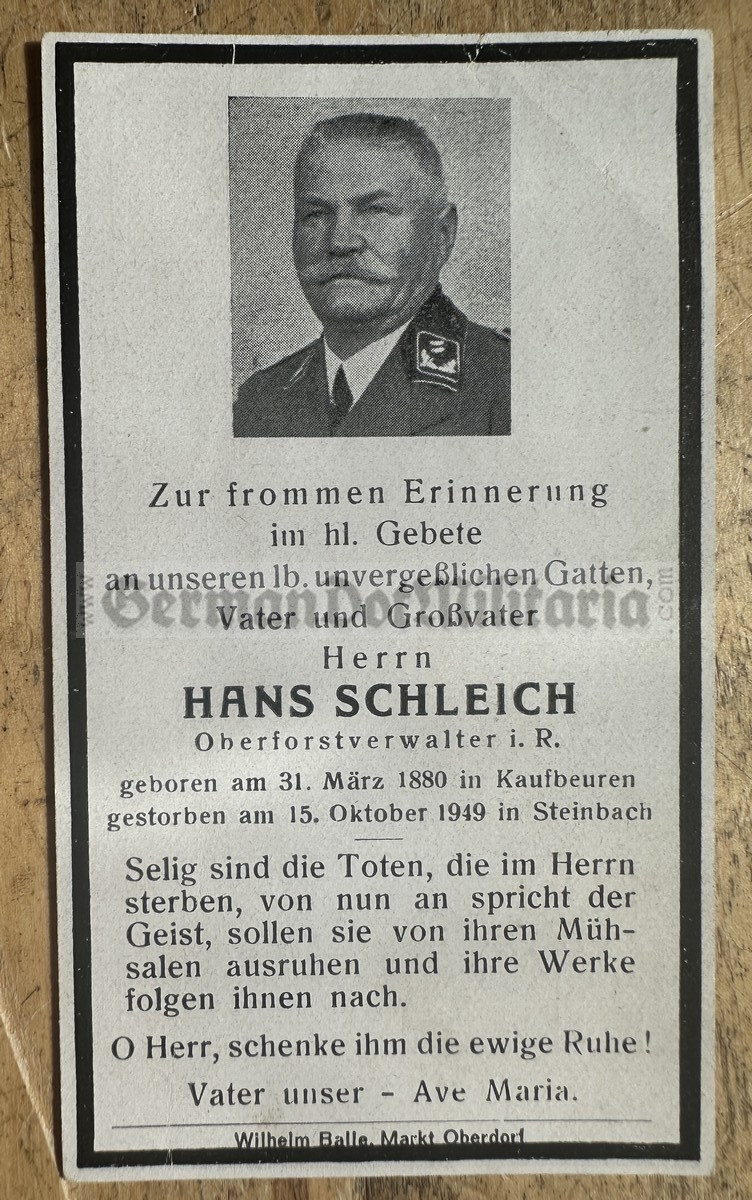 Zur frommen Erinnerung
im hl. Gebete
an unseren lb. unvergeßlichen Gatten,
www.GermanDotMilitaria.com
Vater und Großvater
Herrn
HANS SCHLEICH
Oberforstverwalter i. R.
geboren am 31. März 1880 in Kaufbeuren
gestorben am 15. Oktober 1949 in Steinbach
Selig sind die Toten, die im Herrn
sterben, von nun an spricht der
Geist, sollen sie von ihren Müh-
salen ausruhen und ihre Werke
folgen ihnen nach.
O Herr, schenke ihm die ewige Ruhe!
Vater unser - Ave Maria.
Wilhelm Balle, Markt Oberdorf